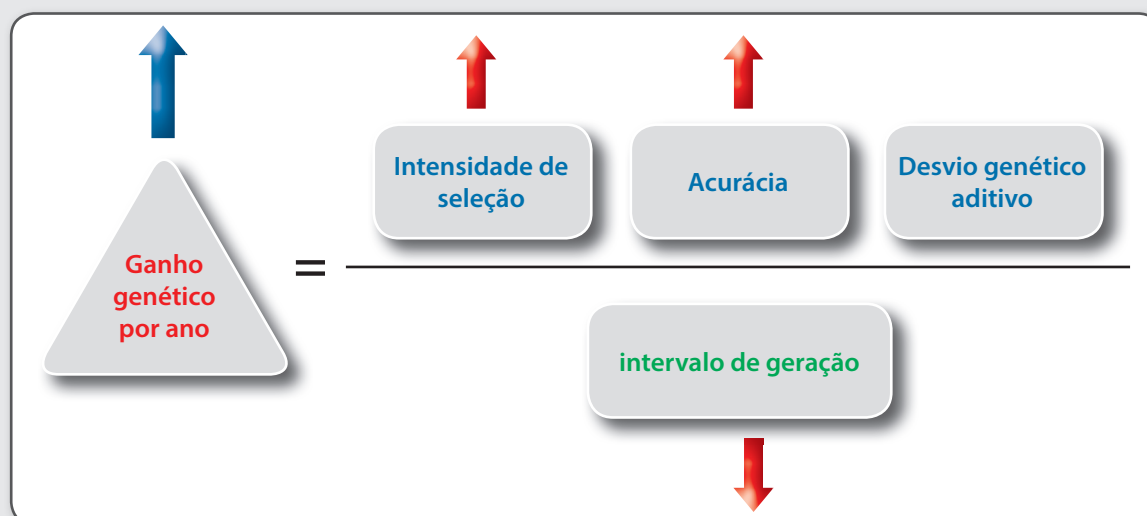 Ganho
genético
por ano
=
Intensidade de
seleção
Acurácia
Desvio genético
aditivo
intervalo de geração